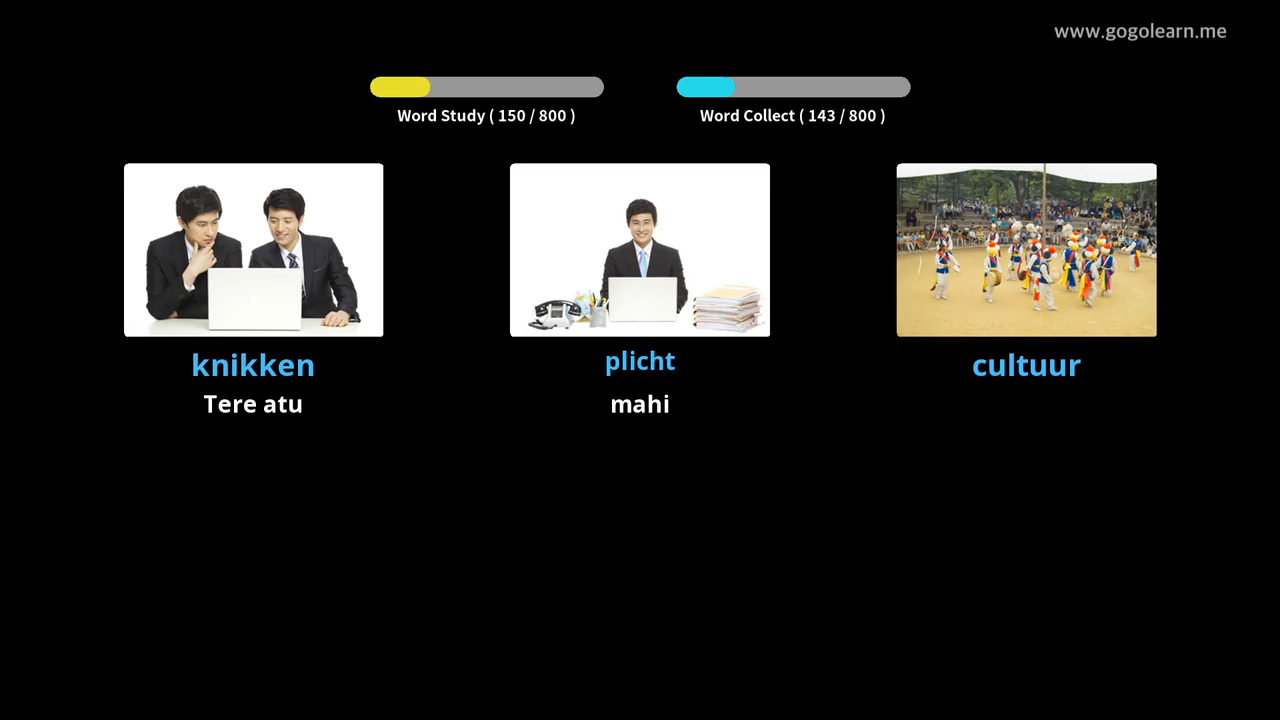 www.gogolearn.me
Word Study ( 150 / 800 )
Word Collect ( 143 / 800 )
knikken
plicht
cultuur
Tere atu
mahi